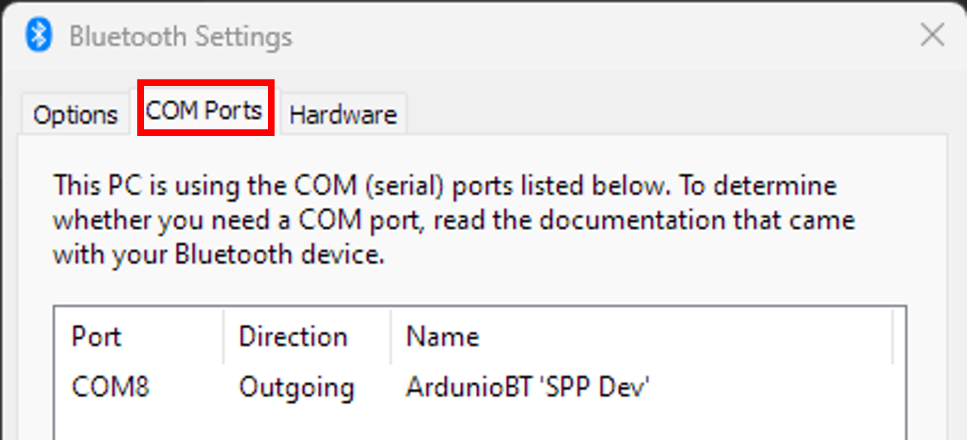 Bluetooth Settings
Options COM Ports Hardware
This PC is using the COM (serial) ports listed below. To determine
whether you need a COM port, read the documentation that came
with your Bluetooth device.
Port Direction Name
COM8 Outgoing ArdunioBT 'SPP Dev'